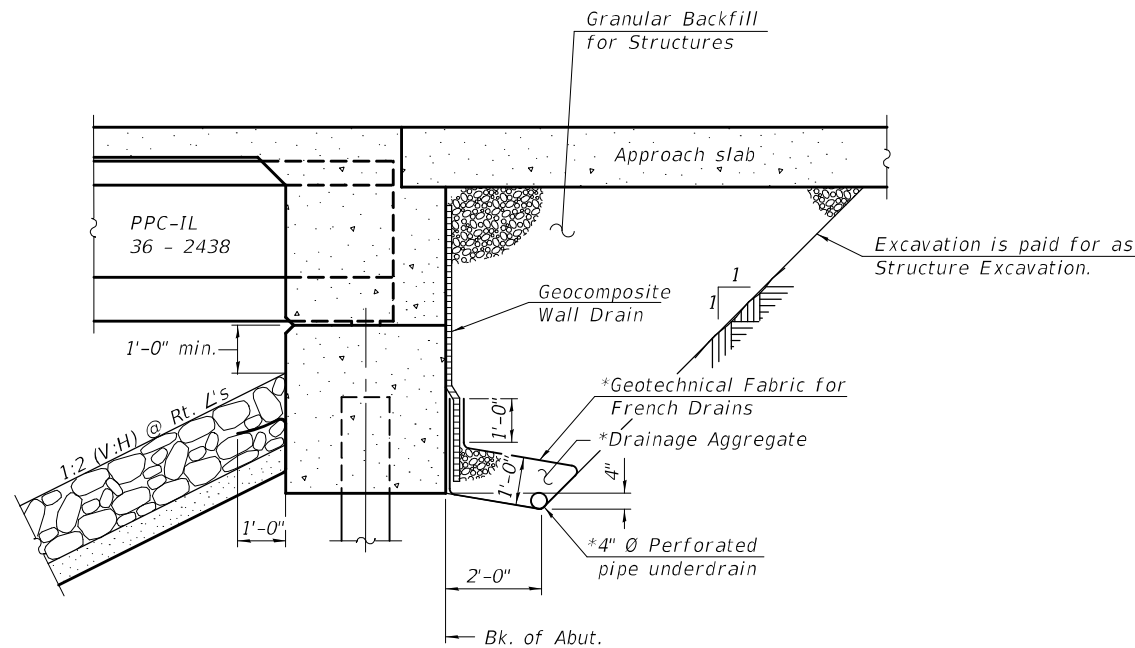 Granular Backfill
for Structures
Approach slab
PPC-IL
36 - 2438
Excavation is paid for as
Structure Excavation.
1
1
Geocomposite
Wall Drain
1'-0" min.
*Geotechnical Fabric for
French Drains
1:2 (V:H) @ Rt. ∠'s
1'-0"
*Drainage Aggregate
1'-0"
4"
1'-0"
*4" Ø Perforated
pipe underdrain
2'-0"
Bk. of Abut.